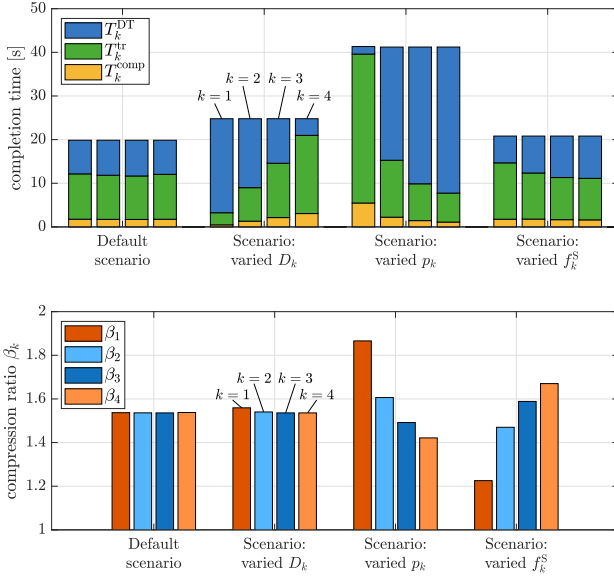 50
40
30
20
10
0
completion time [s]
T_k^DT
T_k^tr
T_k^comp
k = 1
k = 2
k = 3
k = 4
Default
scenario
Scenario:
varied D_k
Scenario:
varied p_k
Scenario:
varied f_k^S
2
1.8
1.6
1.4
1.2
1
compression ratio β_k
β_1
β_2
β_3
β_4
k = 1
k = 2
k = 3
k = 4
Default
scenario
Scenario:
varied D_k
Scenario:
varied p_k
Scenario:
varied f_k^S